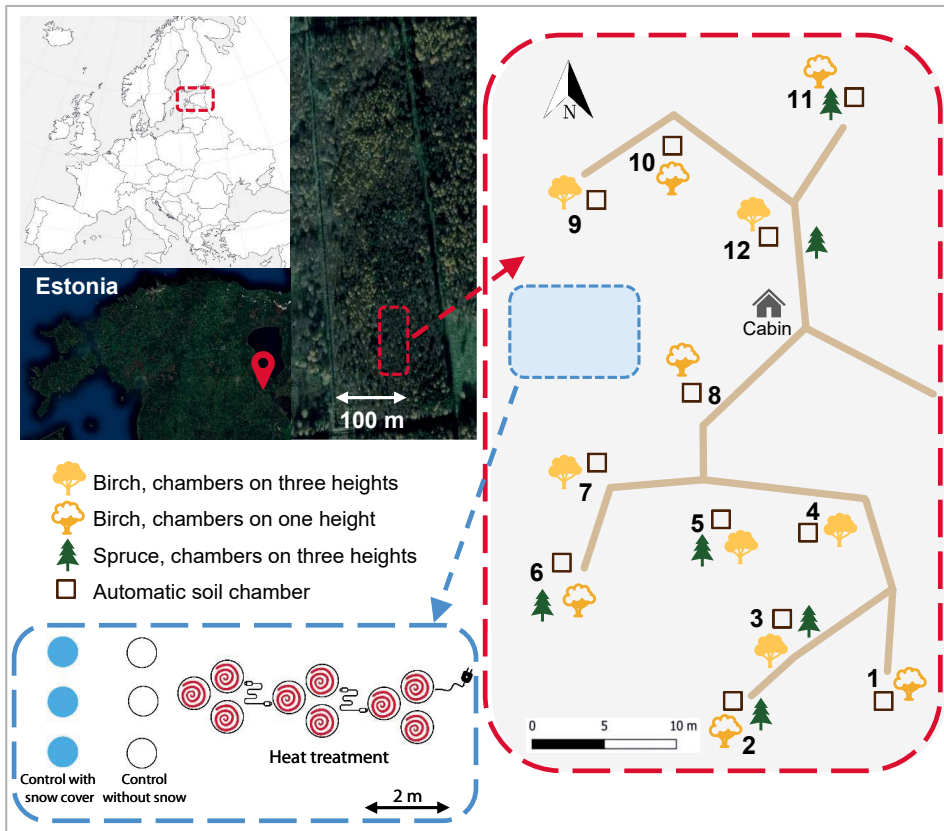 Estonia
100 m
Birch, chambers on three heights
Birch, chambers on one height
Spruce, chambers on three heights
Automatic soil chamber
Control with
snow cover
Control
without snow
Heat treatment
2 m
N
11
10
9
12
Cabin
8
7
5
4
6
3
1
2
0
5
10 m